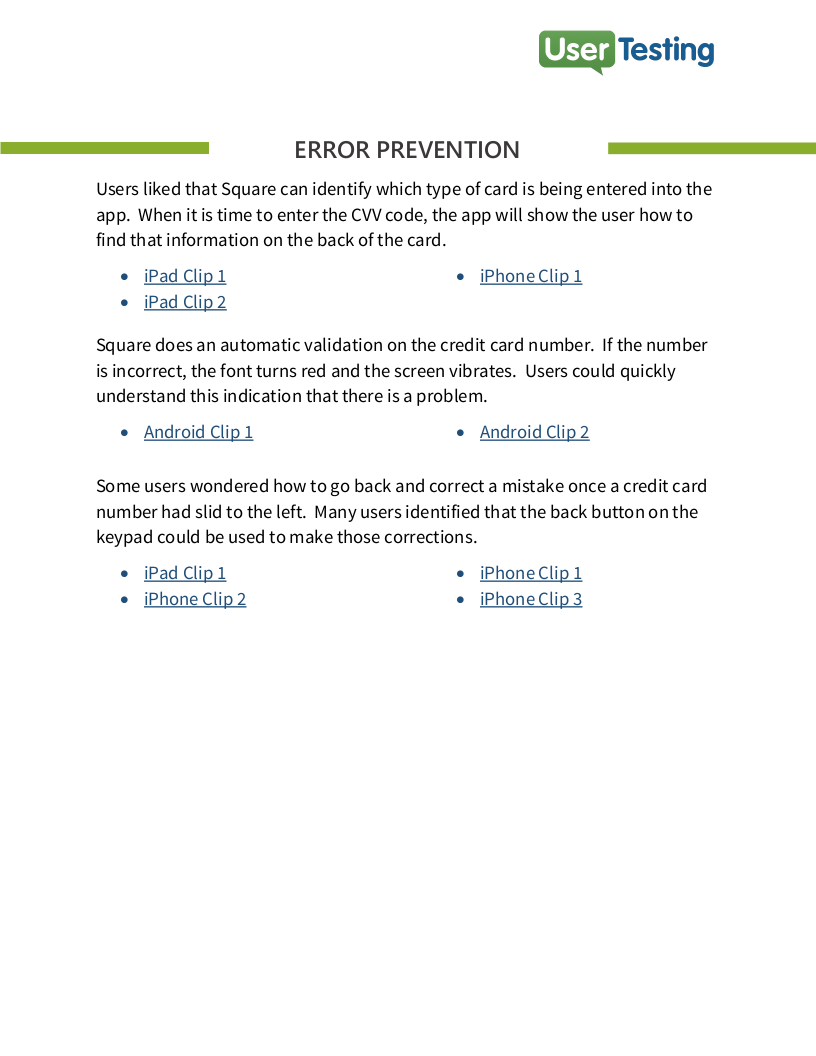 User Testing
ERROR PREVENTION
Users liked that Square can identify which type of card is being entered into the
app.  When it is time to enter the CVV code, the app will show the user how to
find that information on the back of the card.
• iPad Clip 1
• iPad Clip 2
• iPhone Clip 1
Square does an automatic validation on the credit card number.  If the number
is incorrect, the font turns red and the screen vibrates.  Users could quickly
understand this indication that there is a problem.
• Android Clip 1
• Android Clip 2
Some users wondered how to go back and correct a mistake once a credit card
number had slid to the left.  Many users identified that the back button on the
keypad could be used to make those corrections.
• iPad Clip 1
• iPhone Clip 2
• iPhone Clip 1
• iPhone Clip 3